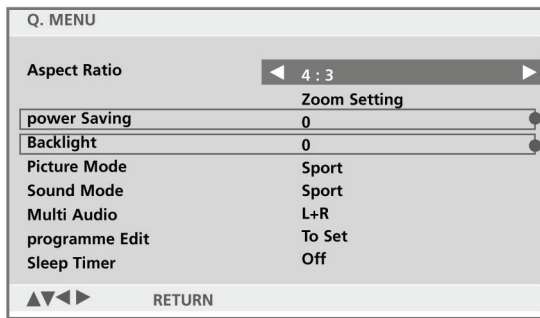 Q. MENU
Aspect Ratio 4 : 3
Zoom Setting
power Saving 0
Backlight 0
Picture Mode Sport
Sound Mode Sport
Multi Audio L+R
programme Edit To Set
Sleep Timer Off
RETURN